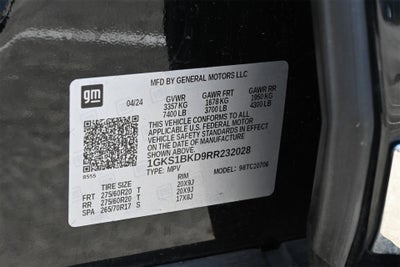 gm
MFD BY GENERAL MOTORS LLC
04/24 GVWR GAWR FRT GAWR RR
3357 KG 1678 KG 1950 KG
7400 LB 3700 LB 4300 LB
THIS VEHICLE CONFORMS TO ALL
APPLICABLE U.S. FEDERAL MOTOR
VEHICLE SAFETY STANDARDS IN EFFECT
ON THE DATE OF MANUFACTURE
SHOWN ABOVE.
1GKS1BKD9RR232028
TYPE: MPV MODEL: 98TC20706
TIRE SIZE RIM
FRT 275/60R20 T 20X9J
RR 275/60R20 T 20X9J
SPA 265/70R17 S 17X8J